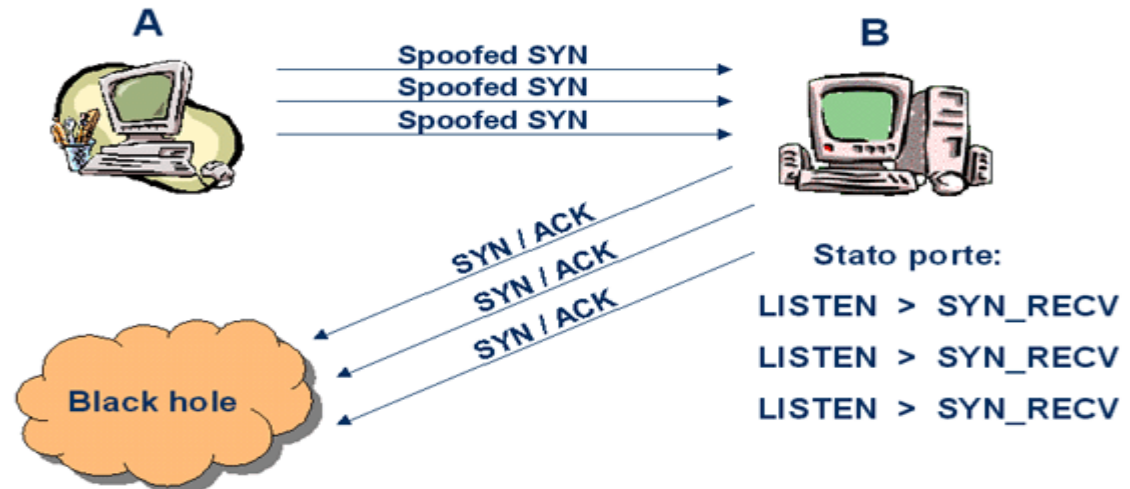 A
B
Spoofed SYN
Spoofed SYN
Spoofed SYN
SYN / ACK
SYN / ACK
SYN / ACK
Stato porte:
LISTEN > SYN_RECV
LISTEN > SYN_RECV
LISTEN > SYN_RECV
Black hole